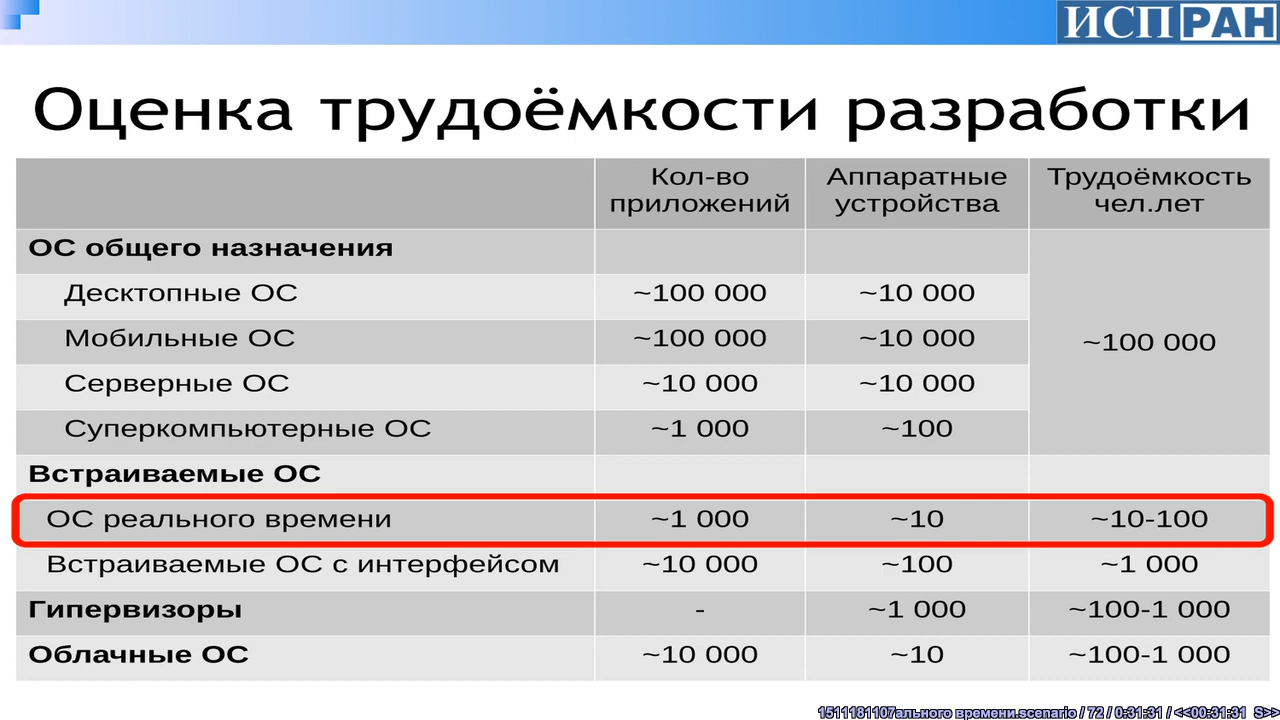 ИСП РАН
Оценка трудоёмкости разработки
Кол-во приложений Аппаратные устройства Трудоёмкость чел.лет
ОС общего назначения
Десктопные ОС ~100 000 ~10 000
Мобильные ОС ~100 000 ~10 000 ~100 000
Серверные ОС ~10 000 ~10 000
Суперкомпьютерные ОС ~1 000 ~100
Встраиваемые ОС
ОС реального времени ~1 000 ~10 ~10-100
Встраиваемые ОС с интерфейсом ~10 000 ~100 ~1 000
Гипервизоры - ~1 000 ~100-1 000
Облачные ОС ~10 000 ~10 ~100-1 000
1511181107ального времени.scenario / 72 / 0:31:31 / <<00:31:31 S>>